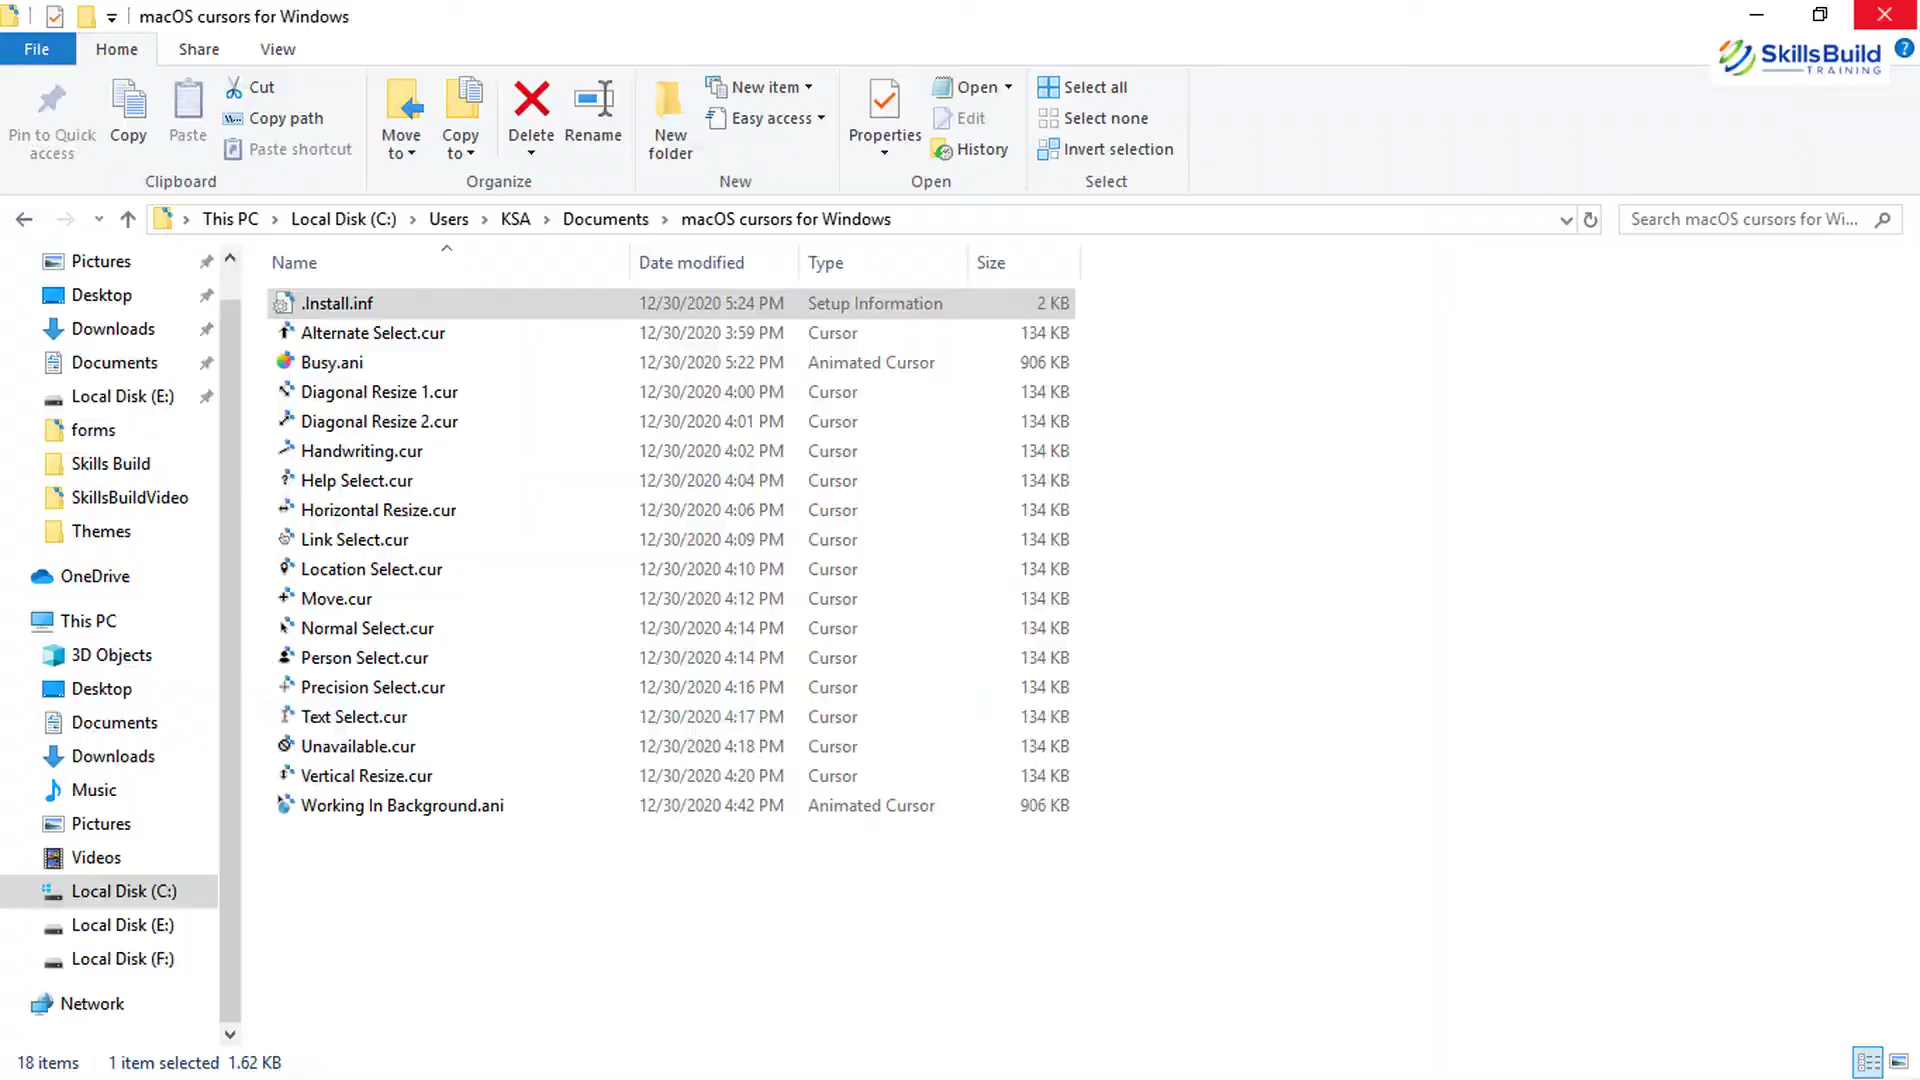 macOS cursors for Windows
File Home Share View
SkillsBuild
TRAINING
Pin to Quick access
Copy
Paste
Cut
Copy path
Paste shortcut
Clipboard
Move to
Copy to
Delete
Rename
Organize
New folder
New item
Easy access
New
Properties
Open
Edit
History
Open
Select all
Select none
Invert selection
Select
This PC > Local Disk (C:) > Users > KSA > Documents > macOS cursors for Windows
Search macOS cursors for Wi...
Pictures
Desktop
Downloads
Documents
Local Disk (E:)
forms
Skills Build
SkillsBuildVideo
Themes
OneDrive
This PC
3D Objects
Desktop
Documents
Downloads
Music
Pictures
Videos
Local Disk (C:)
Local Disk (E:)
Local Disk (F:)
Network
Name Date modified Type Size
.Install.inf 12/30/2020 5:24 PM Setup Information 2 KB
Alternate Select.cur 12/30/2020 3:59 PM Cursor 134 KB
Busy.ani 12/30/2020 5:22 PM Animated Cursor 906 KB
Diagonal Resize 1.cur 12/30/2020 4:00 PM Cursor 134 KB
Diagonal Resize 2.cur 12/30/2020 4:01 PM Cursor 134 KB
Handwriting.cur 12/30/2020 4:02 PM Cursor 134 KB
Help Select.cur 12/30/2020 4:04 PM Cursor 134 KB
Horizontal Resize.cur 12/30/2020 4:06 PM Cursor 134 KB
Link Select.cur 12/30/2020 4:09 PM Cursor 134 KB
Location Select.cur 12/30/2020 4:10 PM Cursor 134 KB
Move.cur 12/30/2020 4:12 PM Cursor 134 KB
Normal Select.cur 12/30/2020 4:14 PM Cursor 134 KB
Person Select.cur 12/30/2020 4:14 PM Cursor 134 KB
Precision Select.cur 12/30/2020 4:16 PM Cursor 134 KB
Text Select.cur 12/30/2020 4:17 PM Cursor 134 KB
Unavailable.cur 12/30/2020 4:18 PM Cursor 134 KB
Vertical Resize.cur 12/30/2020 4:20 PM Cursor 134 KB
Working In Background.ani 12/30/2020 4:42 PM Animated Cursor 906 KB
18 items 1 item selected 1.62 KB